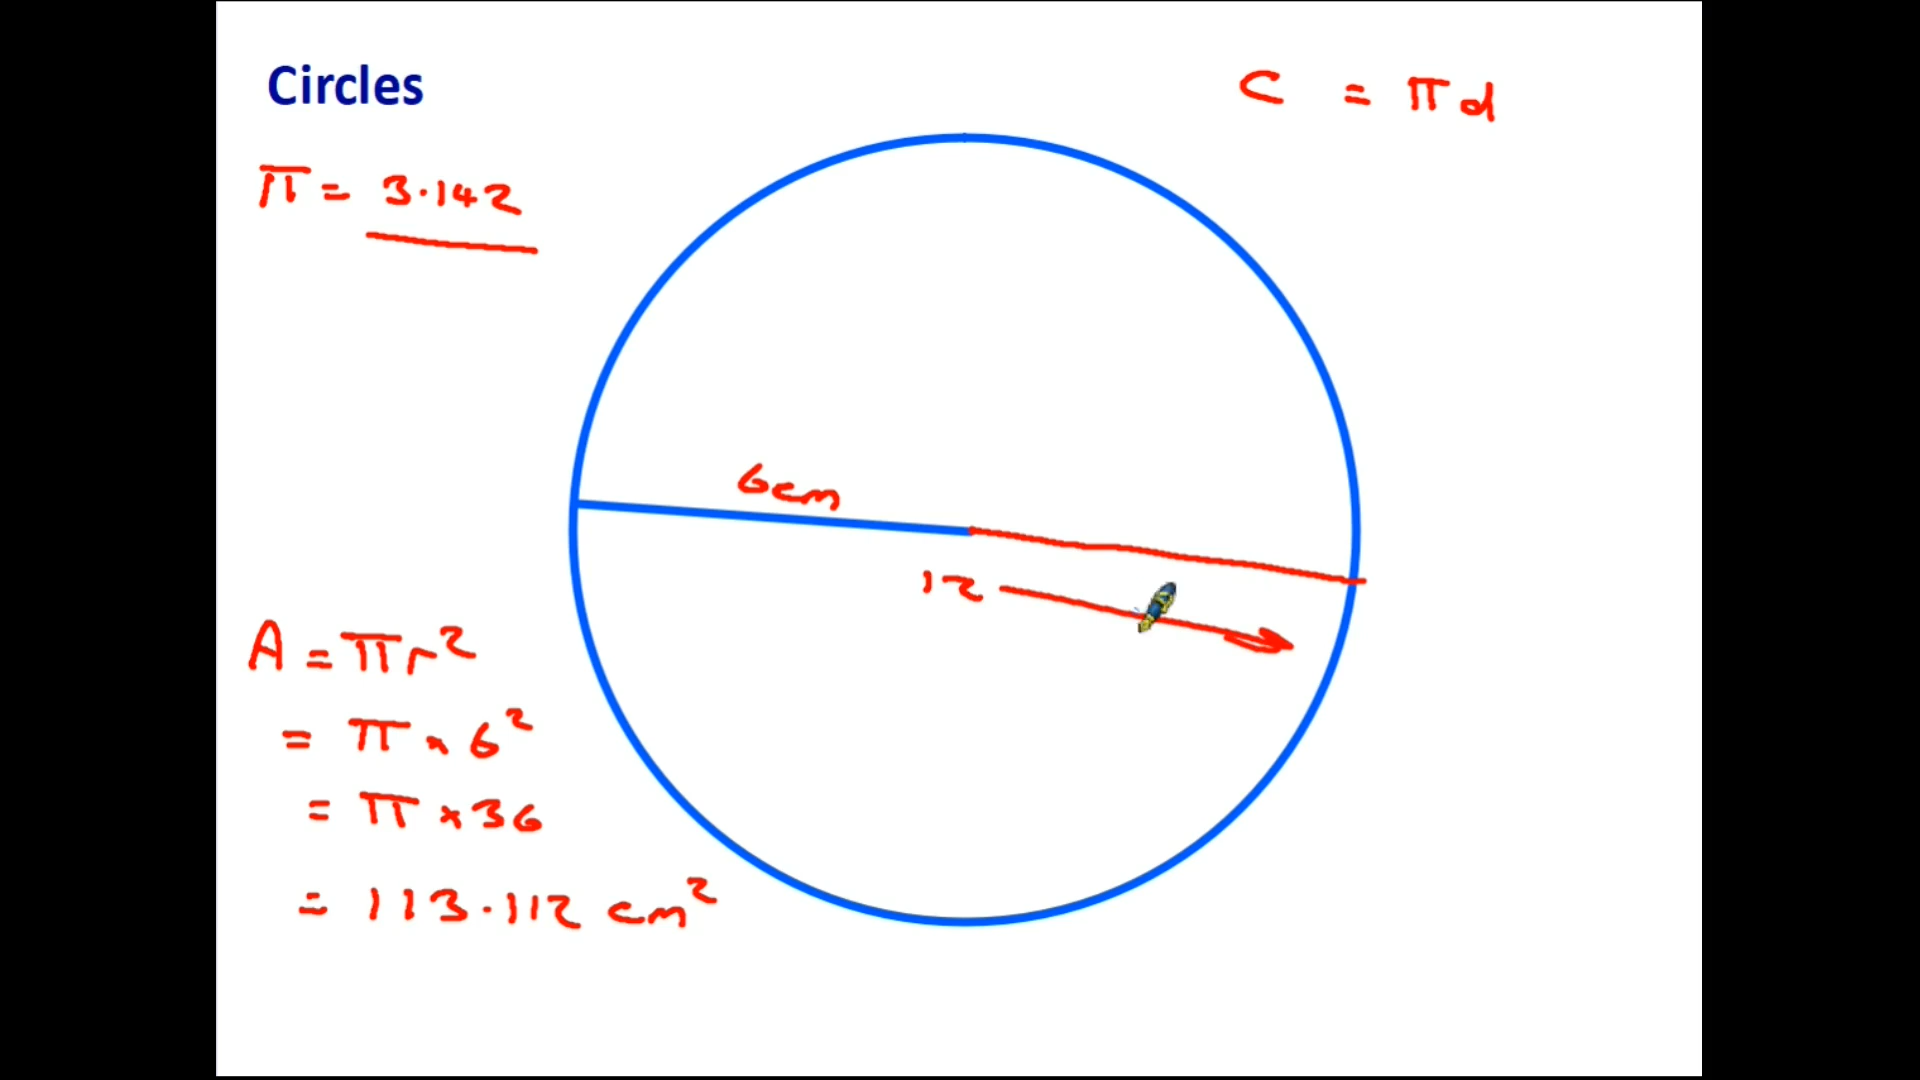 Circles
C = πd
π = 3.142
6cm
12
A = πr²
= π × 6²
= π × 36
= 113.112 cm²